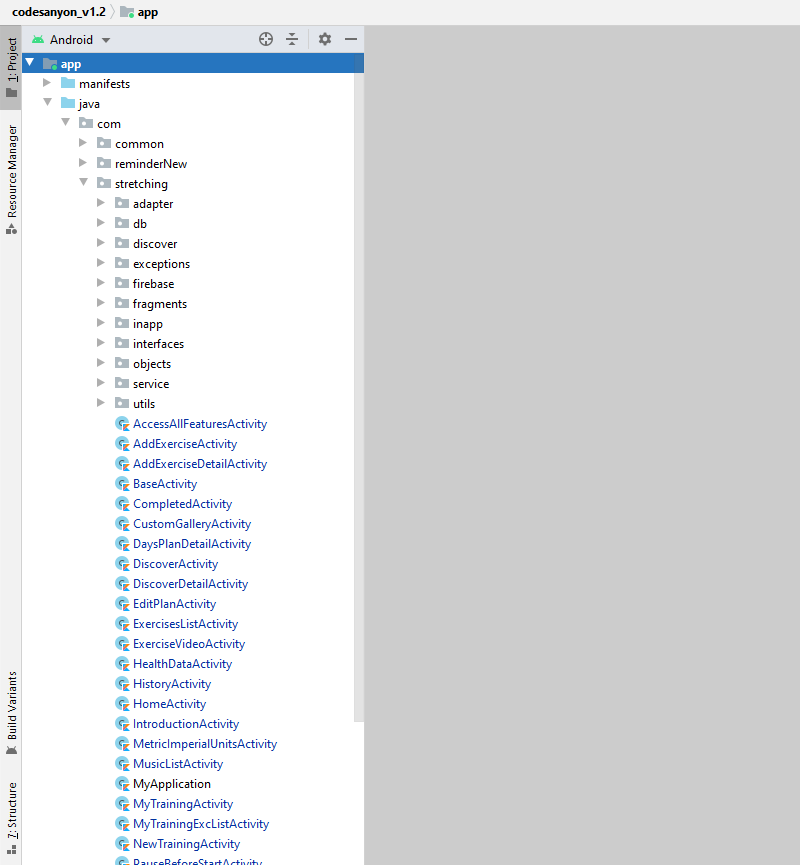 codesanyon_v1.2 app
1: Project
Resource Manager
Build Variants
7: Structure
Android
app
manifests
java
com
common
reminderNew
stretching
adapter
db
discover
exceptions
firebase
fragments
inapp
interfaces
objects
service
utils
AccessAllFeaturesActivity
AddExerciseActivity
AddExerciseDetailActivity
BaseActivity
CompletedActivity
CustomGalleryActivity
DaysPlanDetailActivity
DiscoverActivity
DiscoverDetailActivity
EditPlanActivity
ExercisesListActivity
ExerciseVideoActivity
HealthDataActivity
HistoryActivity
HomeActivity
IntroductionActivity
MetricImperialUnitsActivity
MusicListActivity
MyApplication
MyTrainingActivity
MyTrainingExcListActivity
NewTrainingActivity
PauseBeforeStartActivity